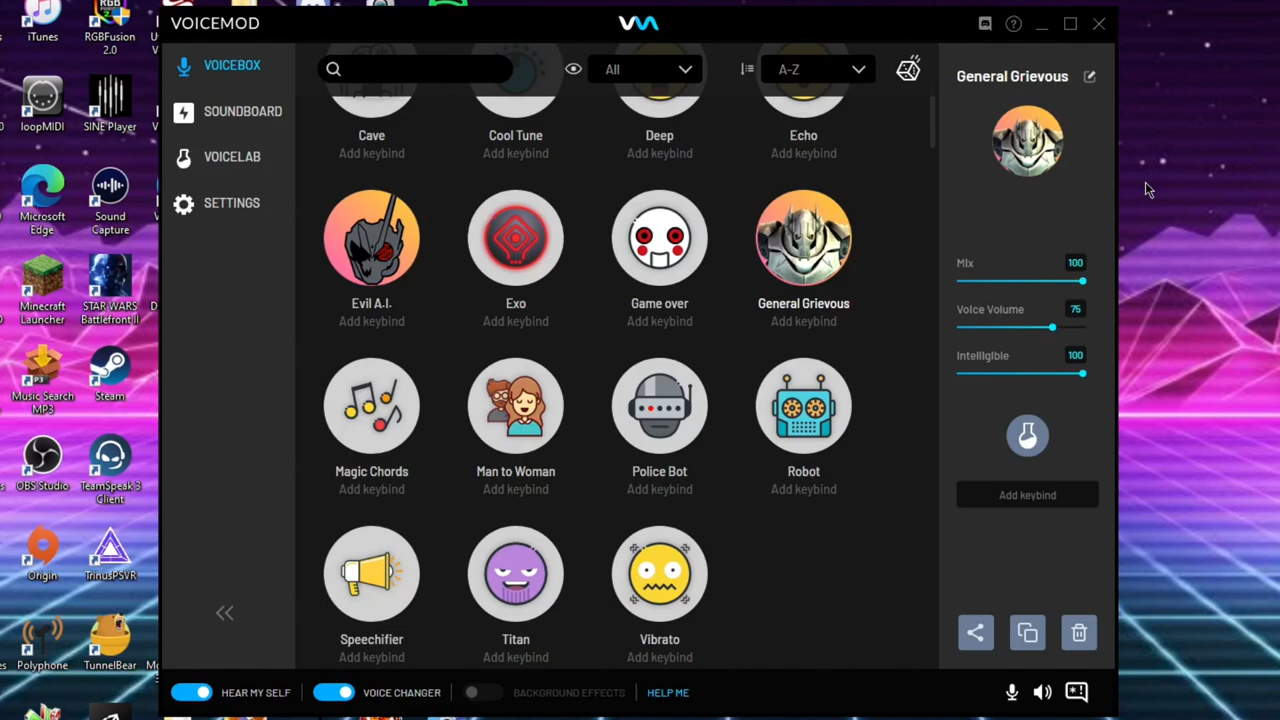 iTunes
RGBFusion
2.0
loopMIDI
SINE Player
Microsoft
Edge
Sound
Capture
Minecraft
Launcher
STAR WARS
Battlefront II
Music Search
MP3
Steam
OBS Studio
TeamSpeak 3
Client
Origin
TrinusPSVR
Polyphone
TunnelBear
VOICEMOD
VOICEBOX
SOUNDBOARD
VOICELAB
SETTINGS
All
A-Z
Cave
Add keybind
Cool Tune
Add keybind
Deep
Add keybind
Echo
Add keybind
Evil A.I.
Add keybind
Exo
Add keybind
Game over
Add keybind
General Grievous
Add keybind
Magic Chords
Add keybind
Man to Woman
Add keybind
Police Bot
Add keybind
Robot
Add keybind
Speechifier
Add keybind
Titan
Add keybind
Vibrato
Add keybind
General Grievous
Mix 100
Voice Volume 75
Intelligible 100
Add keybind
HEAR MY SELF
VOICE CHANGER
BACKGROUND EFFECTS
HELP ME